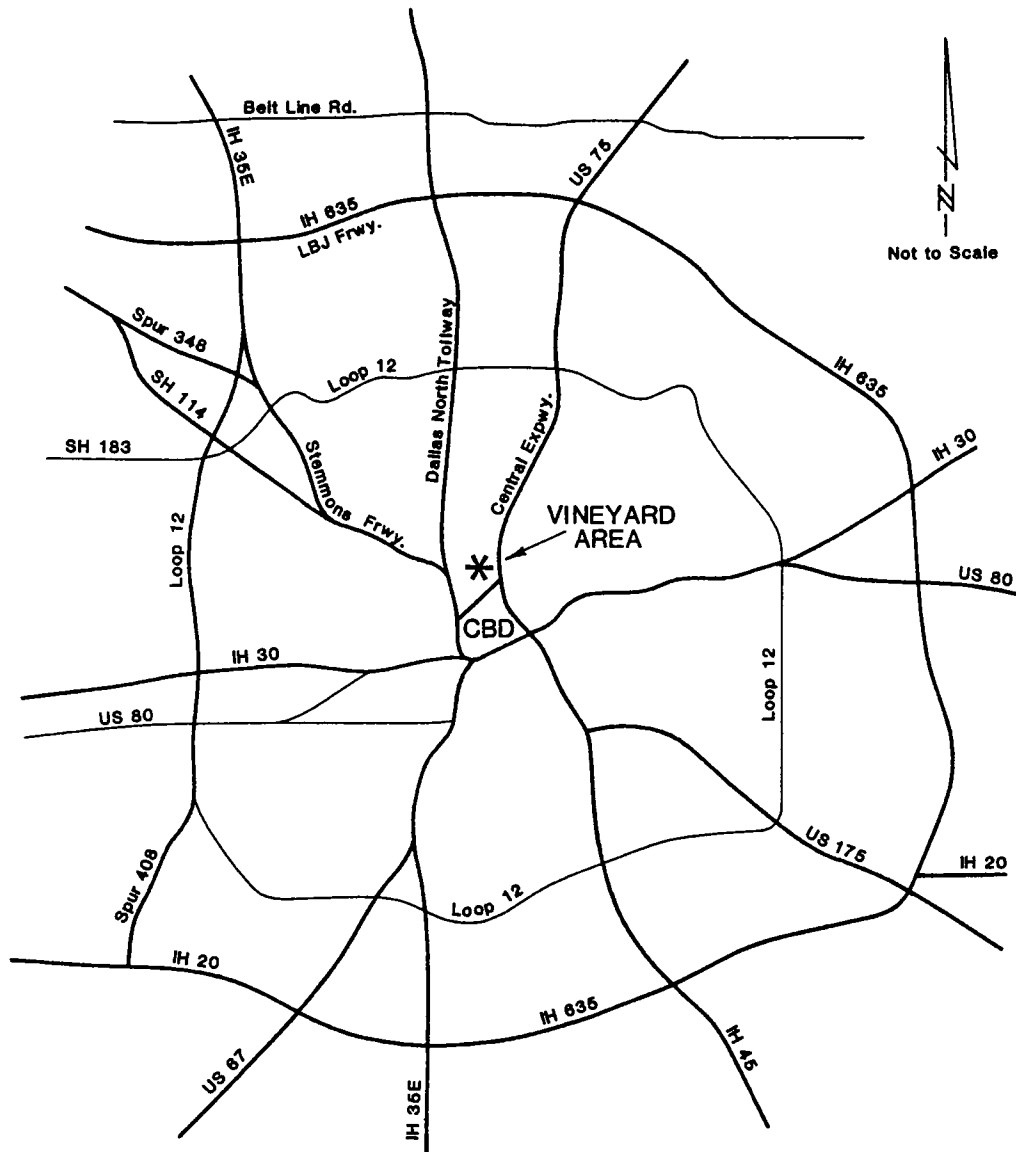 Belt Line Rd.
IH 35E
US 75
IH 635
LBJ Frwy.
N
Not to Scale
Spur 348
SH 114
Loop 12
Dallas North Tollway
IH 635
SH 183
Stemmons Frwy.
Central Expwy.
IH 30
Loop 12
VINEYARD
AREA
*
US 80
CBD
IH 30
Loop 12
US 80
US 175
IH 20
Spur 408
Loop 12
IH 20
IH 635
IH 45
US 67
IH 35E